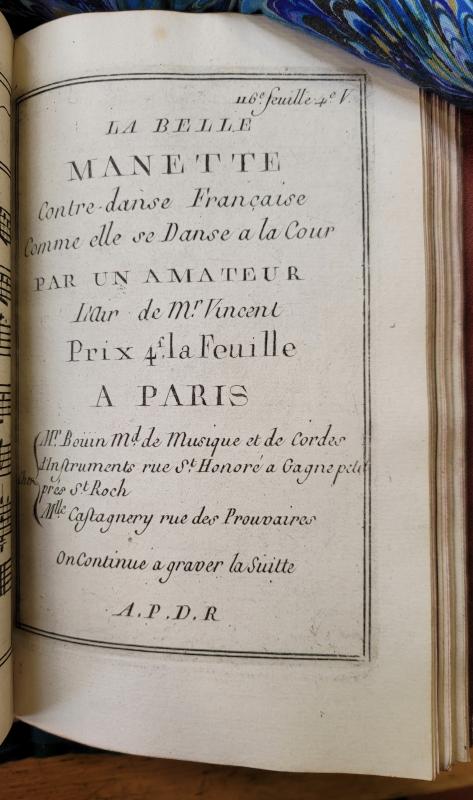 116e. feuille 4e V.
LA BELLE
MANETTE
Contre-danse Française
Comme elle se Danse a la Cour
PAR UN AMATEUR
L'Air de Mr. Vincent
Prix 4s. la Feuille
A PARIS
Chez
Mr. Boüin Md. de Musique et de Cordes
d'Instruments rue St. Honoré a Gagne petit
près St. Roch
Mlle Castagnery rue des Prouvaires
On Continue a graver la Suitte
A.P.D.R